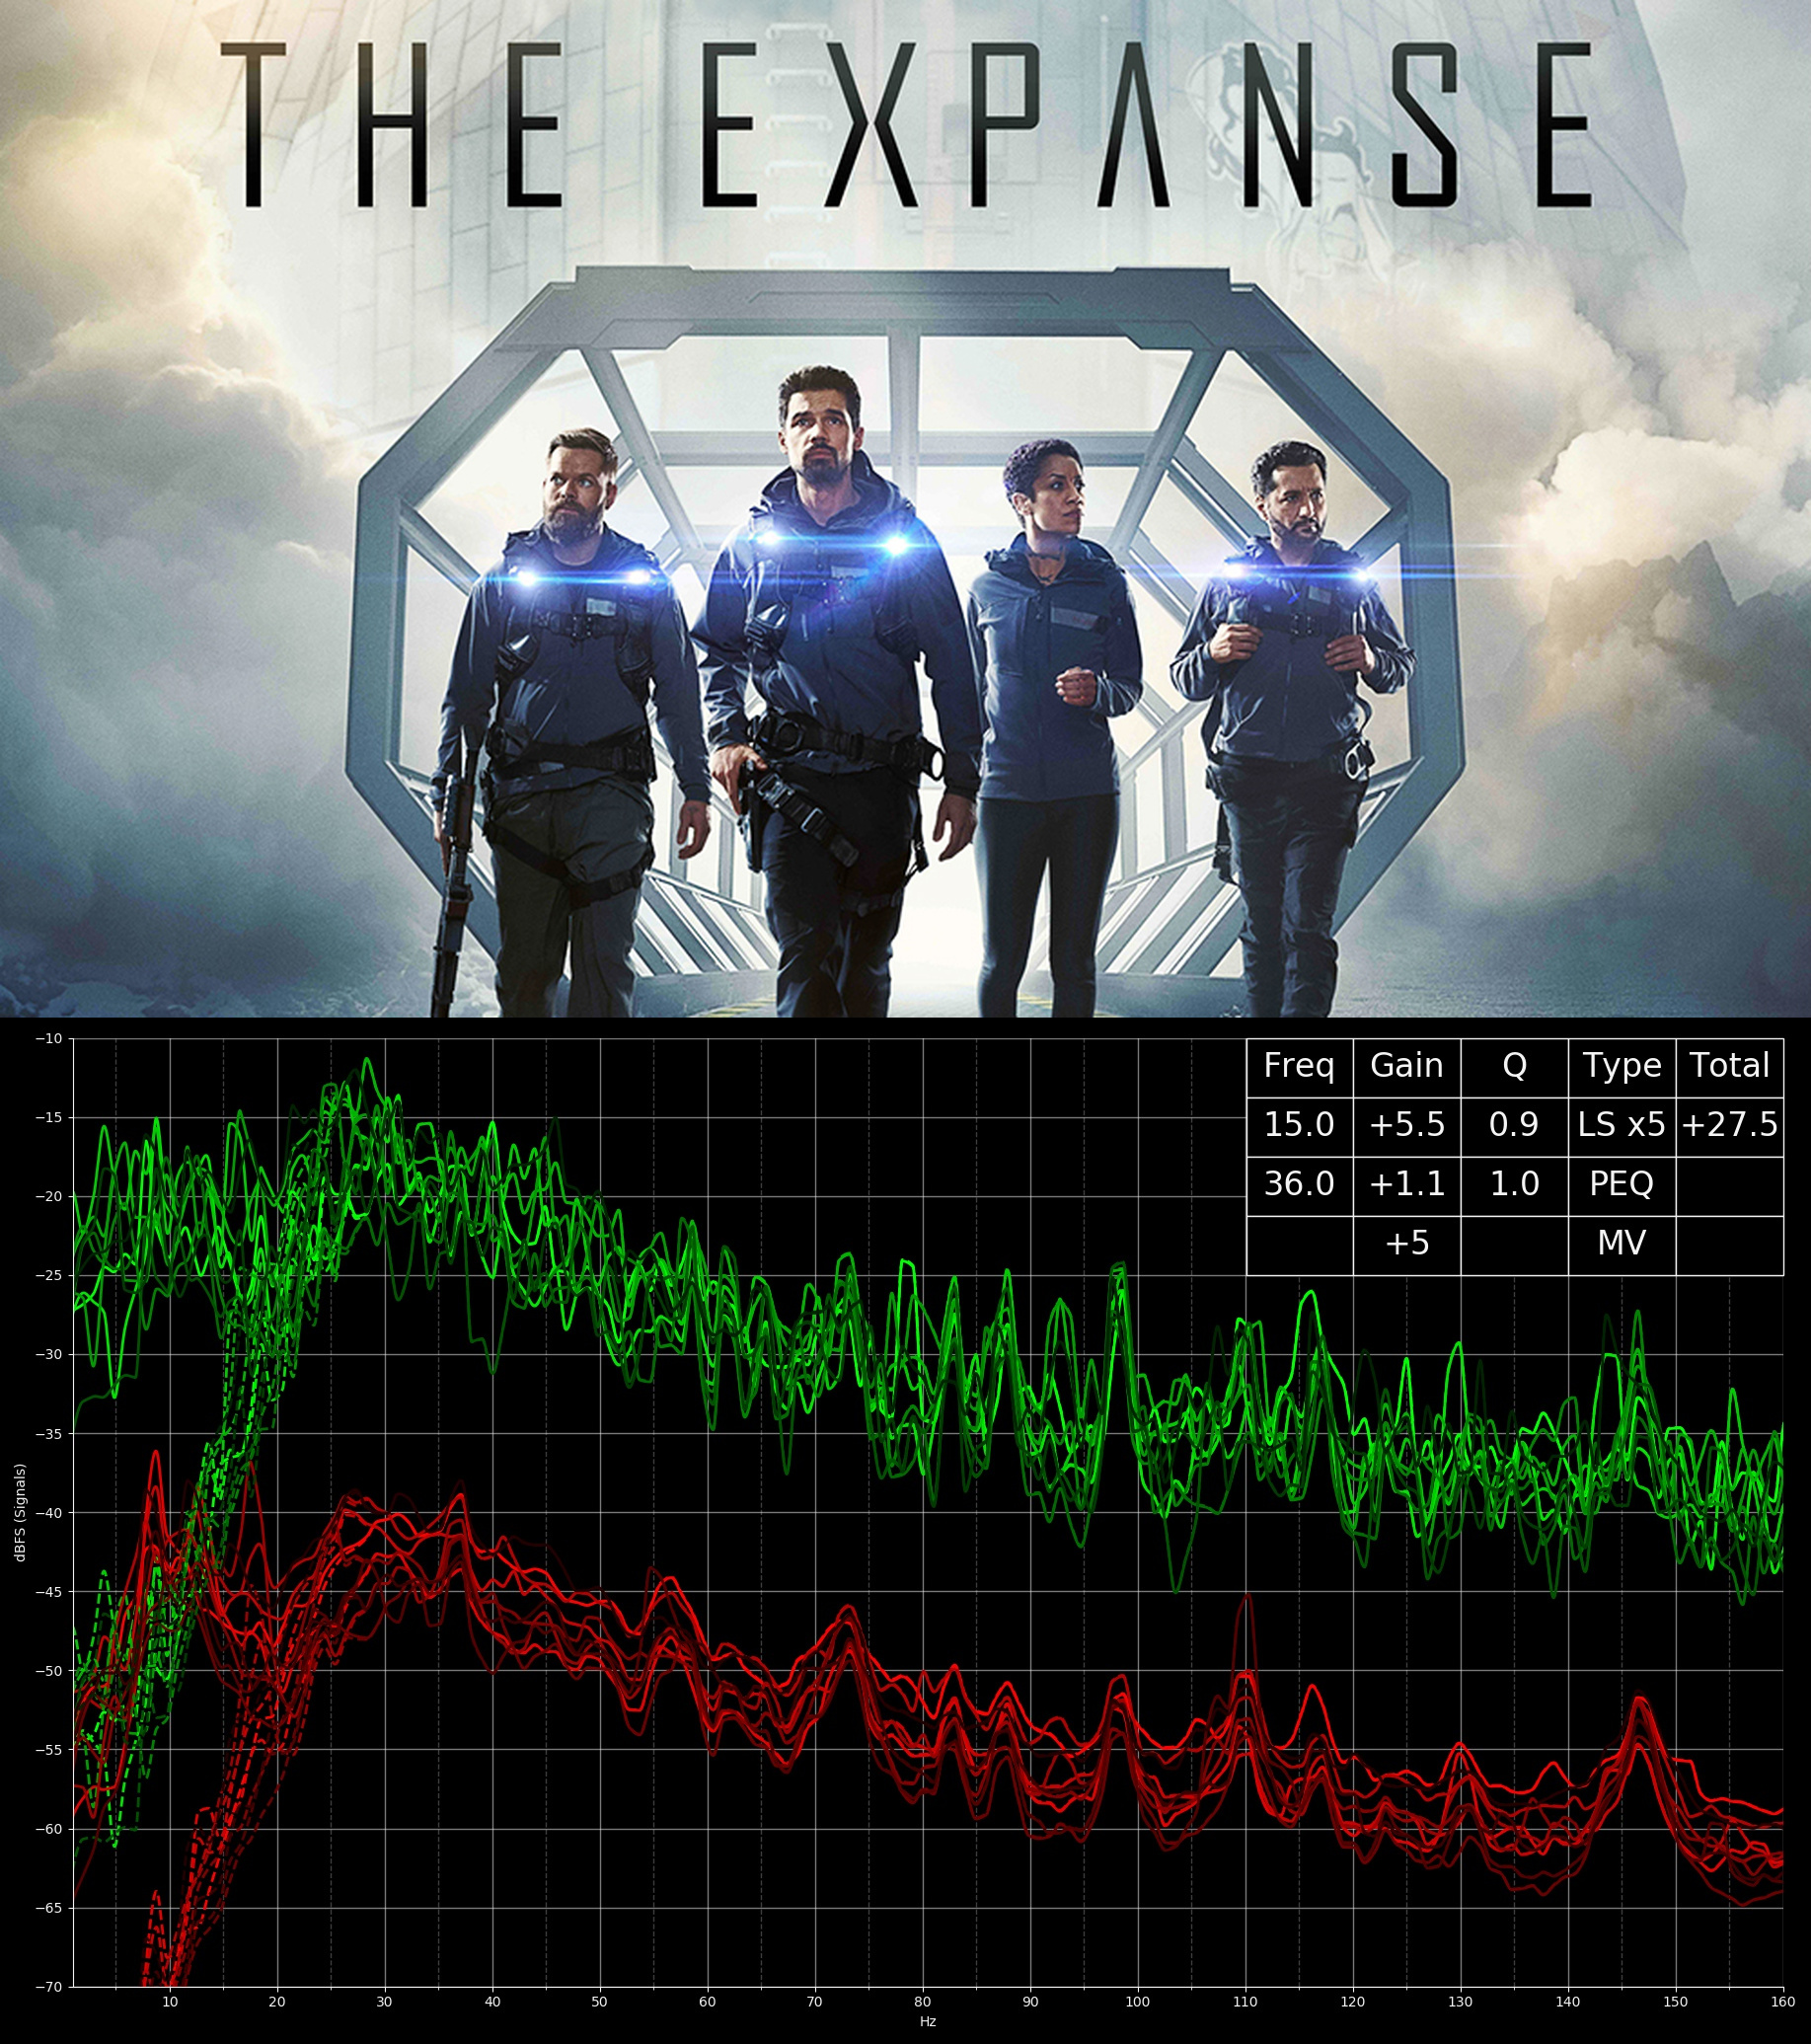 THE EXPANSE
Freq Gain Q Type Total
15.0 +5.5 0.9 LS x5 +27.5
36.0 +1.1 1.0 PEQ
+5 MV
dBFS (Signals)
−10
−15
−20
−25
−30
−35
−40
−45
−50
−55
−60
−65
−70
10 20 30 40 50 60 70 80 90 100 110 120 130 140 150 160
Hz